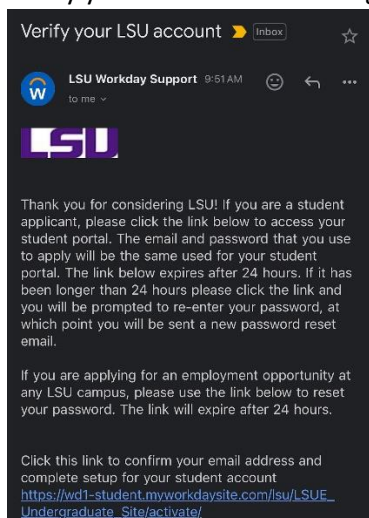 Verify your LSU account Inbox
LSU Workday Support 9:51 AM
to me
LSU
Thank you for considering LSU! If you are a student
applicant, please click the link below to access your
student portal. The email and password that you use
to apply will be the same used for your student
portal. The link below expires after 24 hours. If it has
been longer than 24 hours please click the link and
you will be prompted to re-enter your password, at
which point you will be sent a new password reset
email.
If you are applying for an employment opportunity at
any LSU campus, please use the link below to reset
your password. The link will expire after 24 hours.
Click this link to confirm your email address and
complete setup for your student account
https://wd1-student.myworkdaysite.com/lsu/LSUE_
Undergraduate_Site/activate/